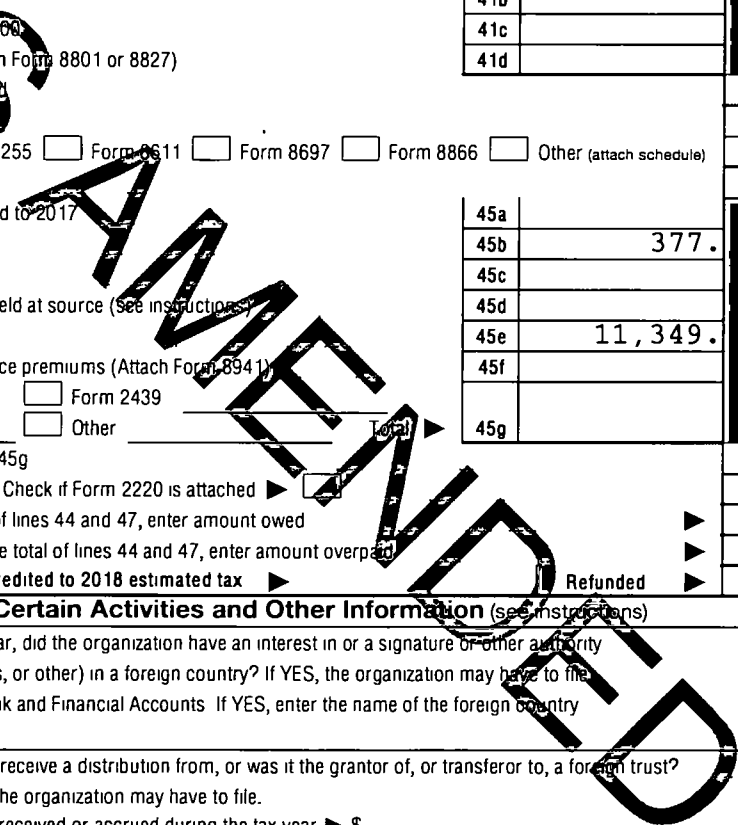 41b
00
41c
n Form 8801 or 8827)
41d
d
255 Form 8611 Form 8697 Form 8866 Other (attach schedule)
d to 2017
45a
45b 377.
45c
eld at source (see instructions)
45d
45e 11,349.
ce premiums (Attach Form 8941)
45f
Form 2439
Other Total ▶ 45g
45g
Check if Form 2220 is attached ▶
f lines 44 and 47, enter amount owed ▶
e total of lines 44 and 47, enter amount overpaid ▶
edited to 2018 estimated tax ▶ Refunded ▶
Certain Activities and Other Information (see instructions)
ar, did the organization have an interest in or a signature or other authority
s, or other) in a foreign country? If YES, the organization may have to file
nk and Financial Accounts If YES, enter the name of the foreign country
receive a distribution from, or was it the grantor of, or transferor to, a foreign trust?
he organization may have to file.
received or accrued during the tax year ▶ $
AMENDED